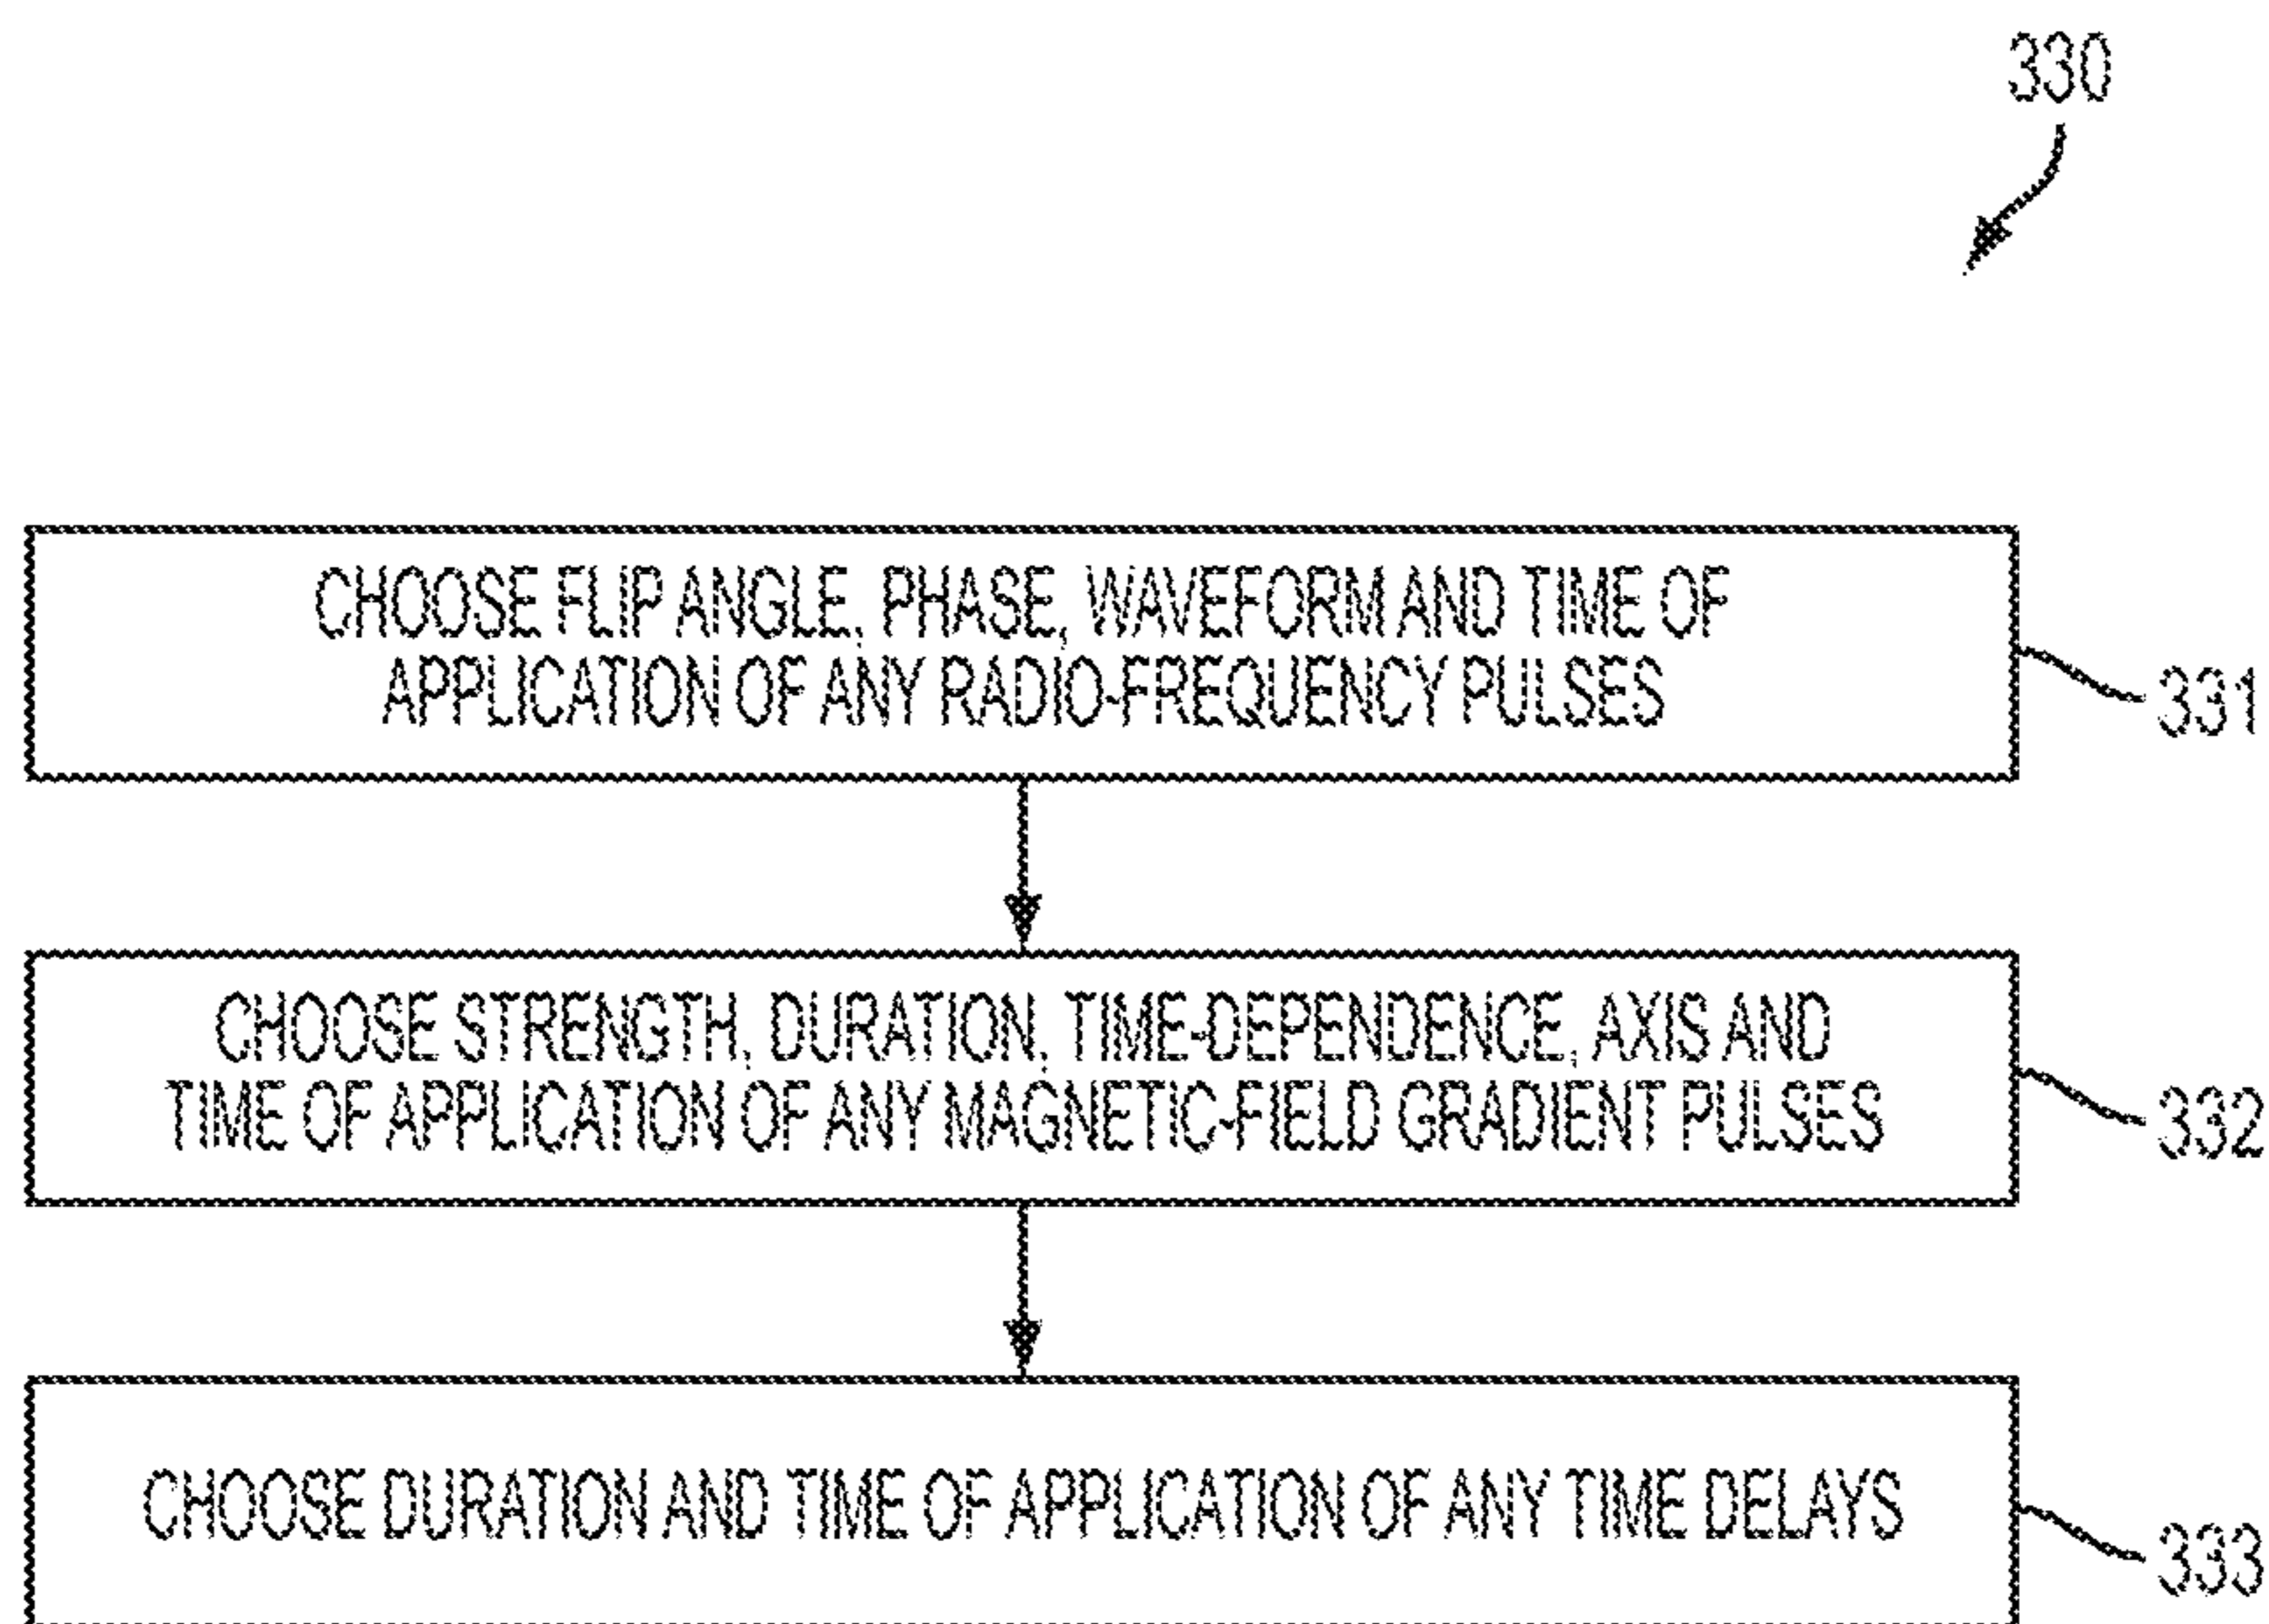 330
CHOOSE FLIP ANGLE, PHASE, WAVEFORM AND TIME OF
APPLICATION OF ANY RADIO-FREQUENCY PULSES
331
CHOOSE STRENGTH, DURATION, TIME-DEPENDENCE, AXIS AND
TIME OF APPLICATION OF ANY MAGNETIC-FIELD GRADIENT PULSES
332
CHOOSE DURATION AND TIME OF APPLICATION OF ANY TIME DELAYS
333